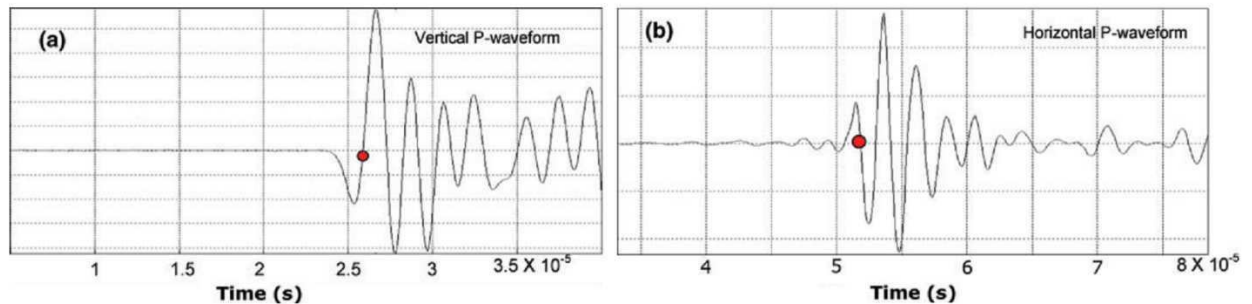 (a)
Vertical P-waveform
1 1.5 2 2.5 3 3.5 X 10-5
Time (s)
(b)
Horizontal P-waveform
4 5 6 7 8 X 10-5
Time (s)